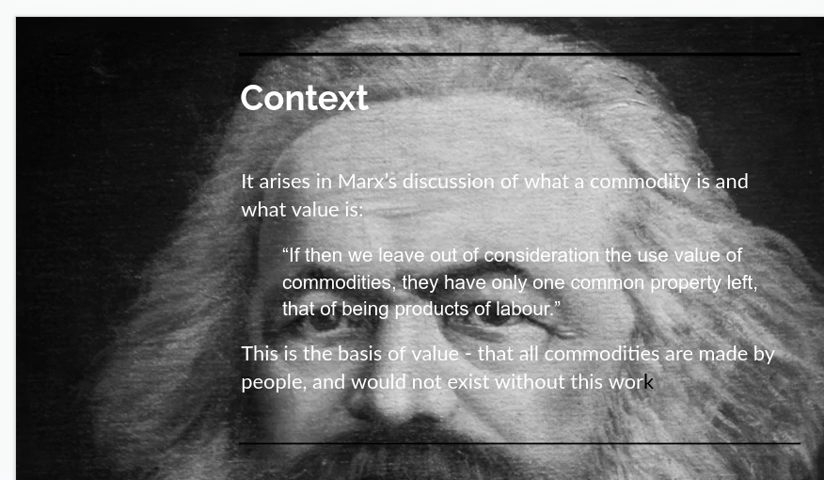 Context
It arises in Marx's discussion of what a commodity is and
what value is:
“If then we leave out of consideration the use value of
commodities, they have only one common property left,
that of being products of labour.”
This is the basis of value - that all commodities are made by
people, and would not exist without this work